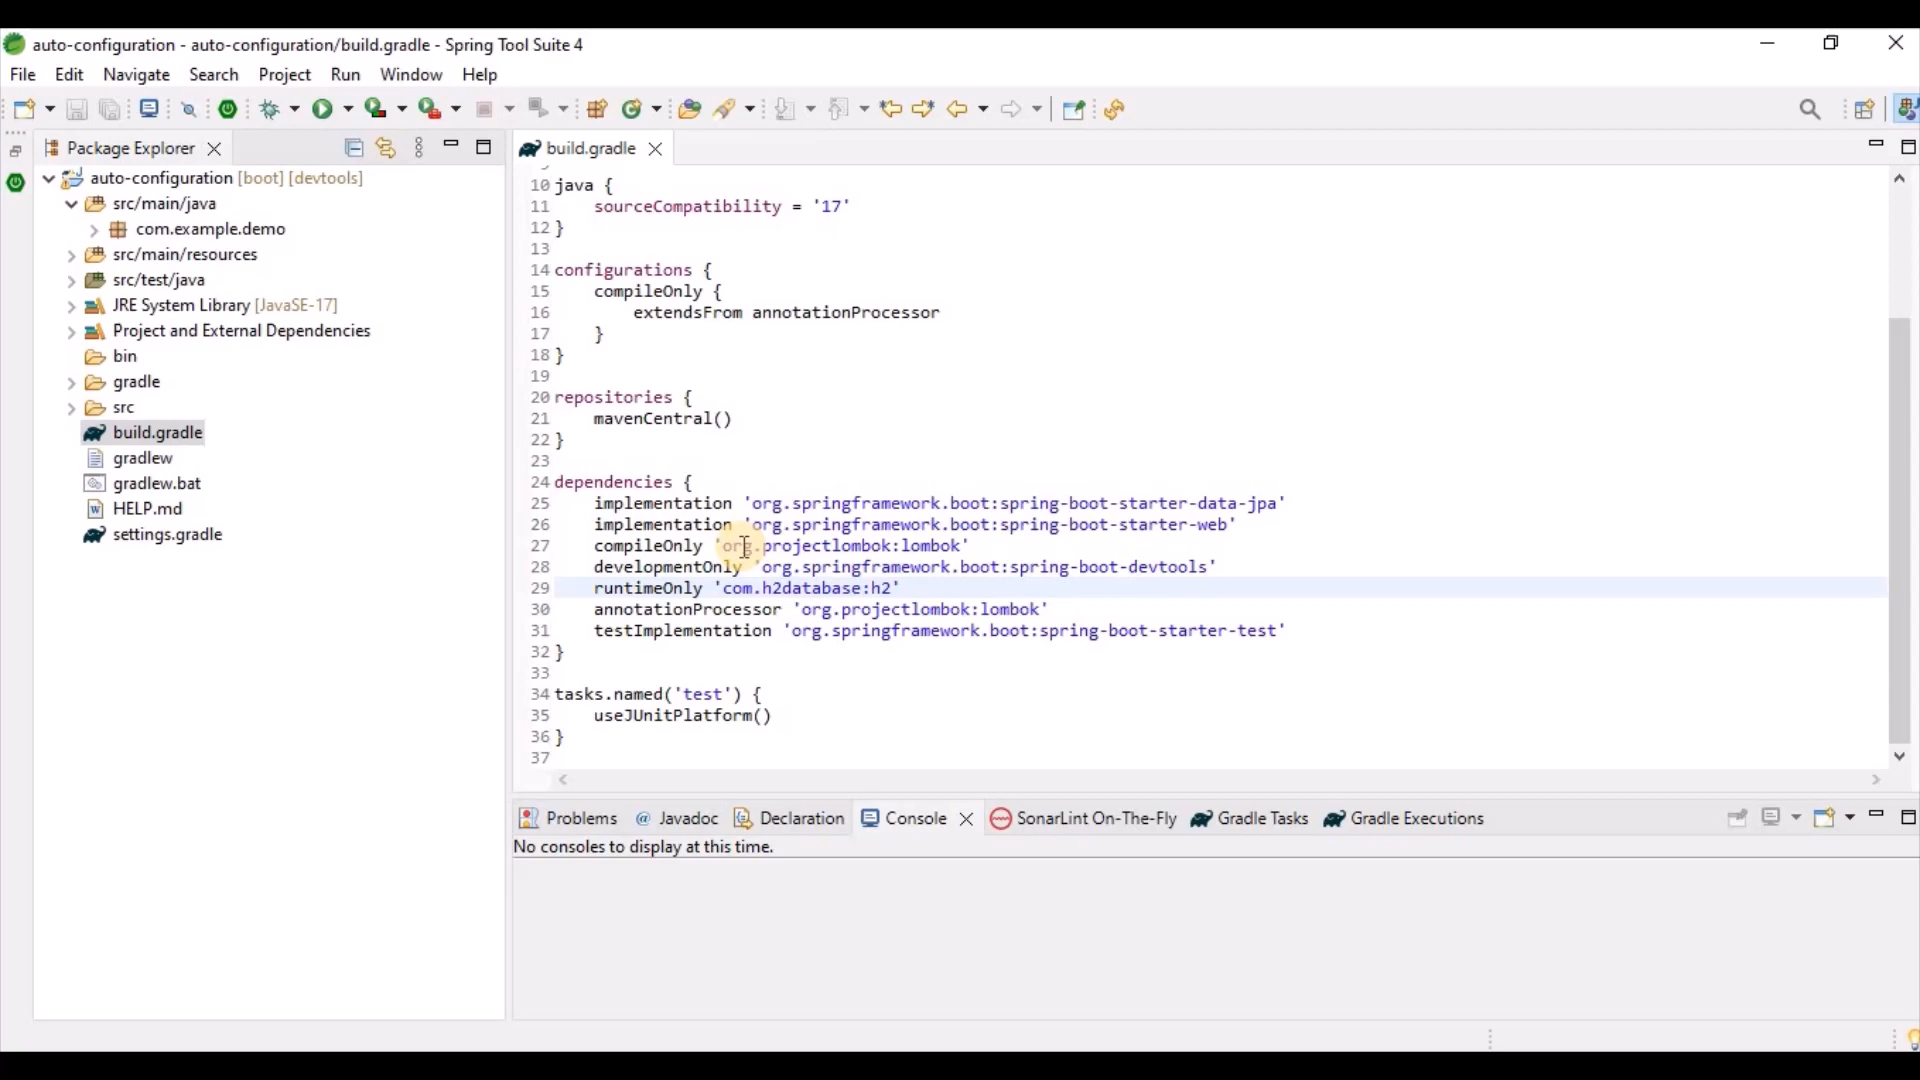 auto-configuration - auto-configuration/build.gradle - Spring Tool Suite 4
File Edit Navigate Search Project Run Window Help
Package Explorer
auto-configuration [boot] [devtools]
src/main/java
com.example.demo
src/main/resources
src/test/java
JRE System Library [JavaSE-17]
Project and External Dependencies
bin
gradle
src
build.gradle
gradlew
gradlew.bat
HELP.md
settings.gradle
build.gradle
10 java {
11 sourceCompatibility = '17'
12 }
13
14 configurations {
15 compileOnly {
16 extendsFrom annotationProcessor
17 }
18 }
19
20 repositories {
21 mavenCentral()
22 }
23
24 dependencies {
25 implementation 'org.springframework.boot:spring-boot-starter-data-jpa'
26 implementation 'org.springframework.boot:spring-boot-starter-web'
27 compileOnly 'org.projectlombok:lombok'
28 developmentOnly 'org.springframework.boot:spring-boot-devtools'
29 runtimeOnly 'com.h2database:h2'
30 annotationProcessor 'org.projectlombok:lombok'
31 testImplementation 'org.springframework.boot:spring-boot-starter-test'
32 }
33
34 tasks.named('test') {
35 useJUnitPlatform()
36 }
37
Problems Javadoc Declaration Console SonarLint On-The-Fly Gradle Tasks Gradle Executions
No consoles to display at this time.